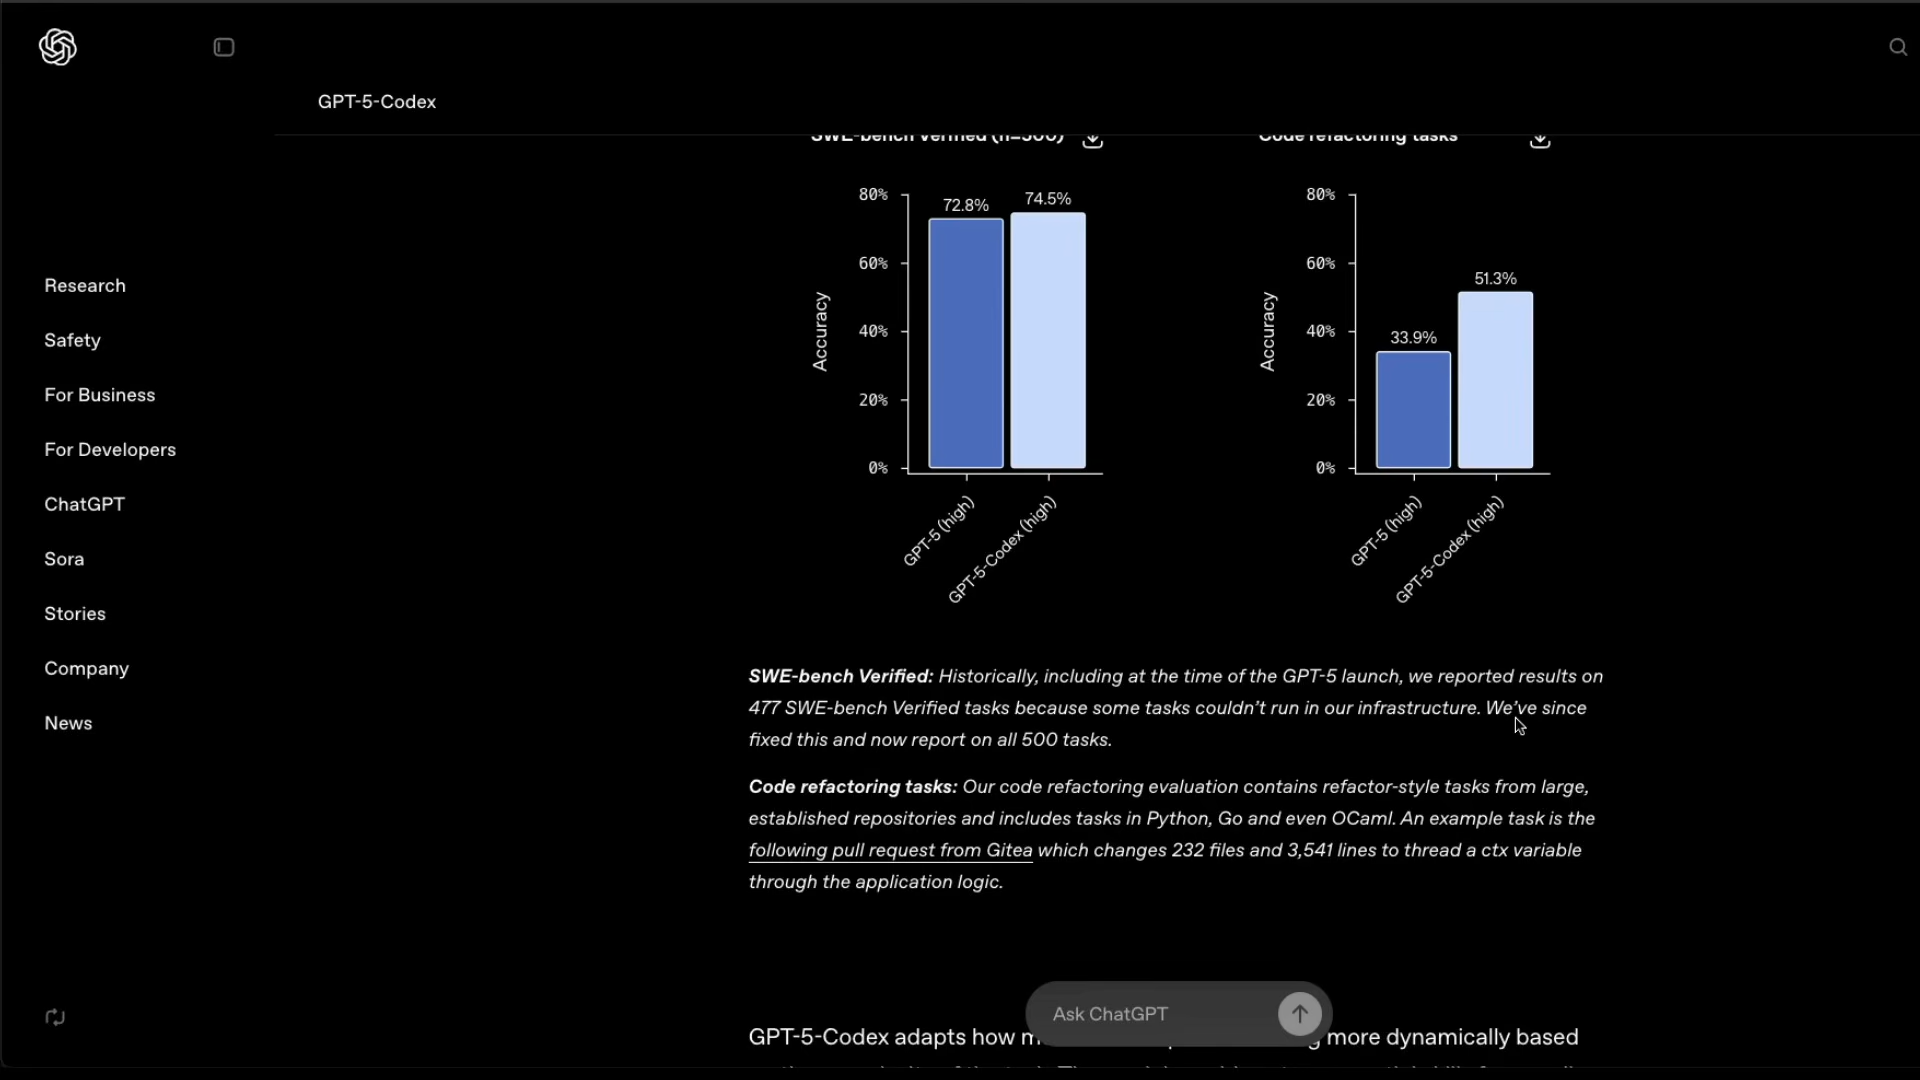 GPT-5-Codex
SWE-bench Verified (n=500)
Code refactoring tasks
Research
Safety
For Business
For Developers
ChatGPT
Sora
Stories
Company
News
80%
60%
40%
20%
0%
Accuracy
72.8%
74.5%
GPT-5 (high)
GPT-5-Codex (high)
80%
60%
40%
20%
0%
Accuracy
33.9%
51.3%
GPT-5 (high)
GPT-5-Codex (high)
SWE-bench Verified: Historically, including at the time of the GPT-5 launch, we reported results on
477 SWE-bench Verified tasks because some tasks couldn't run in our infrastructure. We've since
fixed this and now report on all 500 tasks.
Code refactoring tasks: Our code refactoring evaluation contains refactor-style tasks from large,
established repositories and includes tasks in Python, Go and even OCaml. An example task is the
following pull request from Gitea which changes 232 files and 3,541 lines to thread a ctx variable
through the application logic.
Ask ChatGPT
GPT-5-Codex adapts how more dynamically based